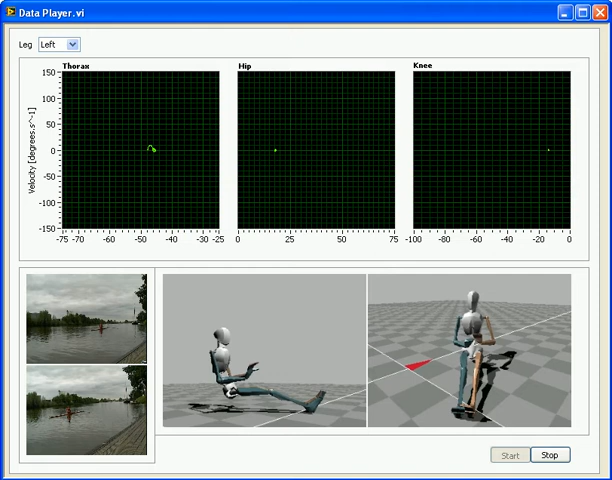 Data Player.vi
Leg Left
Thorax Hip Knee
Velocity [degrees.s^-1]
150
100
50
0
-50
-100
-150
-75 -70 -60 -50 -40 -30 -25
0 25 50 75
-100 -80 -60 -40 -20 0
Start Stop